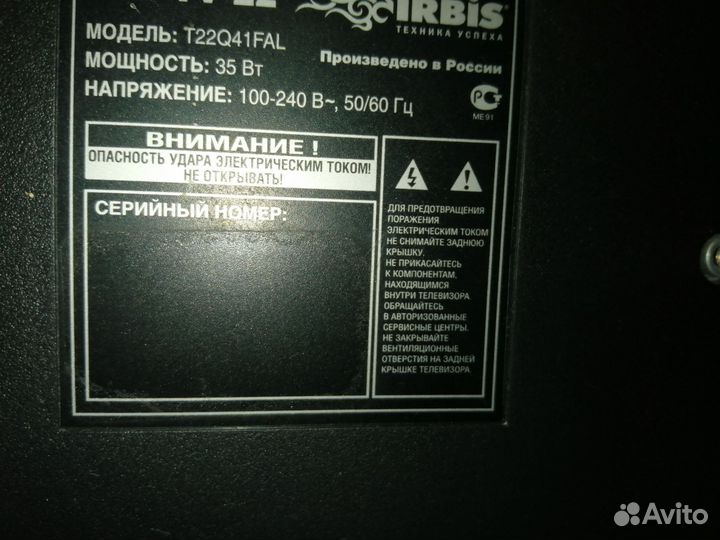 IRBIS
ТЕХНИКА УСПЕХА
МОДЕЛЬ: T22Q41FAL
МОЩНОСТЬ: 35 Вт
Произведено в России
НАПРЯЖЕНИЕ: 100-240 В~, 50/60 Гц
МЕ91
ВНИМАНИЕ !
ОПАСНОСТЬ УДАРА ЭЛЕКТРИЧЕСКИМ ТОКОМ!
НЕ ОТКРЫВАТЬ!
СЕРИЙНЫЙ НОМЕР:
ДЛЯ ПРЕДОТВРАЩЕНИЯ
ПОРАЖЕНИЯ
ЭЛЕКТРИЧЕСКИМ ТОКОМ
НЕ СНИМАЙТЕ ЗАДНЮЮ
КРЫШКУ.
НЕ ПРИКАСАЙТЕСЬ
К КОМПОНЕНТАМ,
НАХОДЯЩИМСЯ
ВНУТРИ ТЕЛЕВИЗОРА
ОБРАЩАЙТЕСЬ
В АВТОРИЗОВАННЫЕ
СЕРВИСНЫЕ ЦЕНТРЫ.
НЕ ЗАКРЫВАЙТЕ
ВЕНТИЛЯЦИОННЫЕ
ОТВЕРСТИЯ НА ЗАДНЕЙ
КРЫШКЕ ТЕЛЕВИЗОРА
Avito